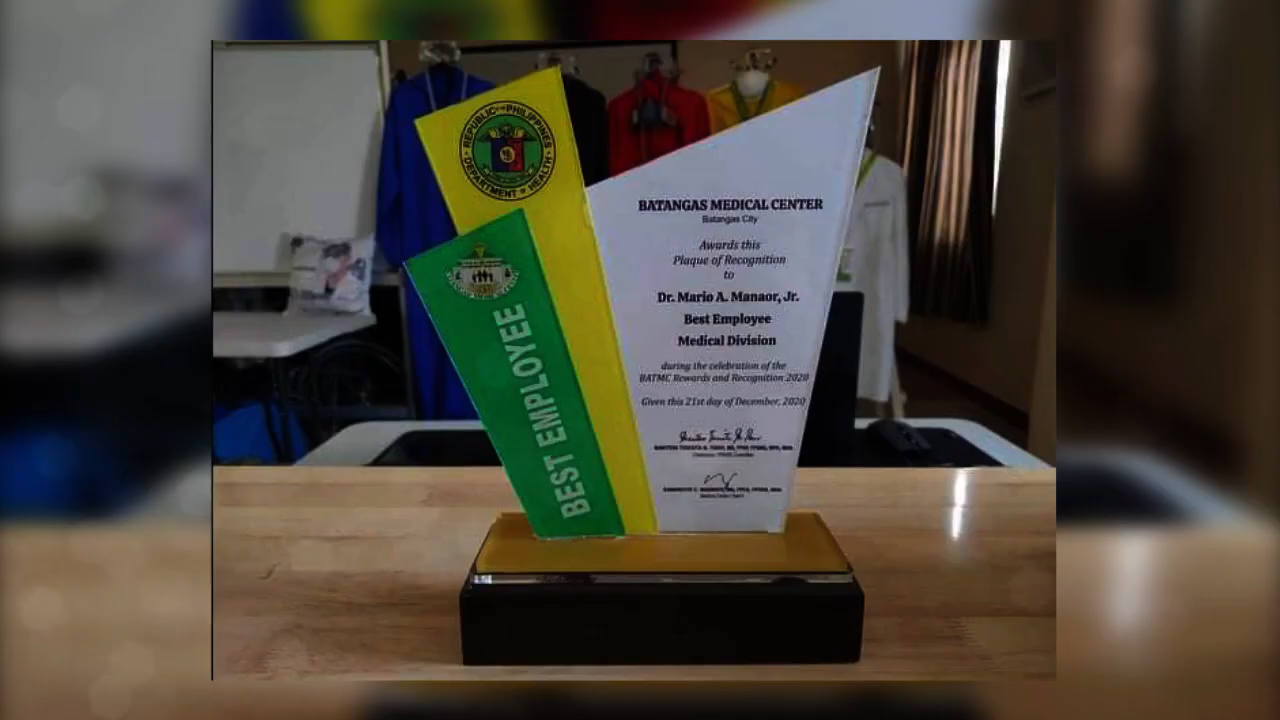 REPUBLIC OF PHILIPPINES
DEPARTMENT OF HEALTH
BEST EMPLOYEE
BATANGAS MEDICAL CENTER
Batangas City
Awards this
Plaque of Recognition
to
Dr. Mario A. Manaor, Jr.
Best Employee
Medical Division
during the celebration of the
BATMC Rewards and Recognition 2020
Given this 21st day of December, 2020